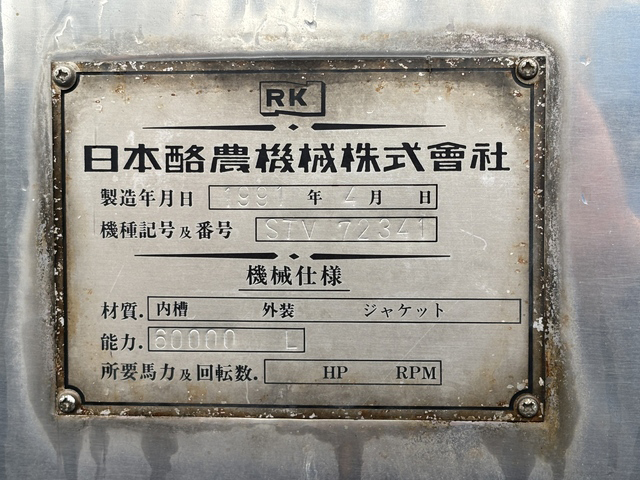 RK
日本酪農機械株式會社
製造年月日 1991 年 4 月 日
機種記号及番号 STV 72341
機械仕様
材質. 内槽 外装 ジャケット
能力. 60000 L
所要馬力及回転数. HP RPM